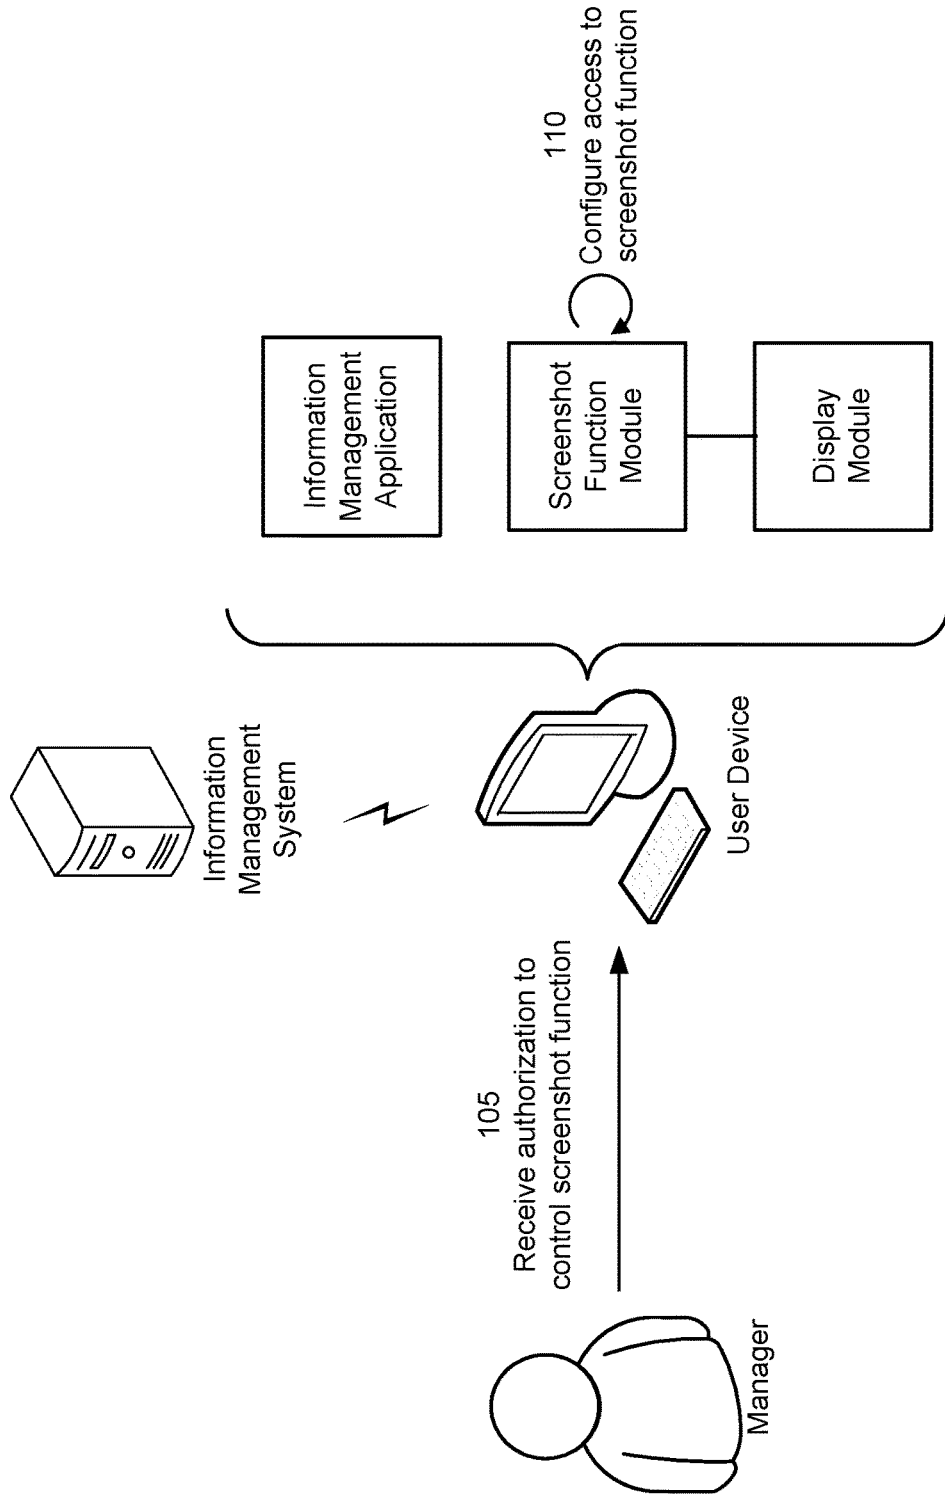 Information
Management
System
Information
Management
Application
105
Receive authorization to
control screenshot function
110
Configure access to
screenshot function
Screenshot
Function
Module
Manager
User Device
Display
Module